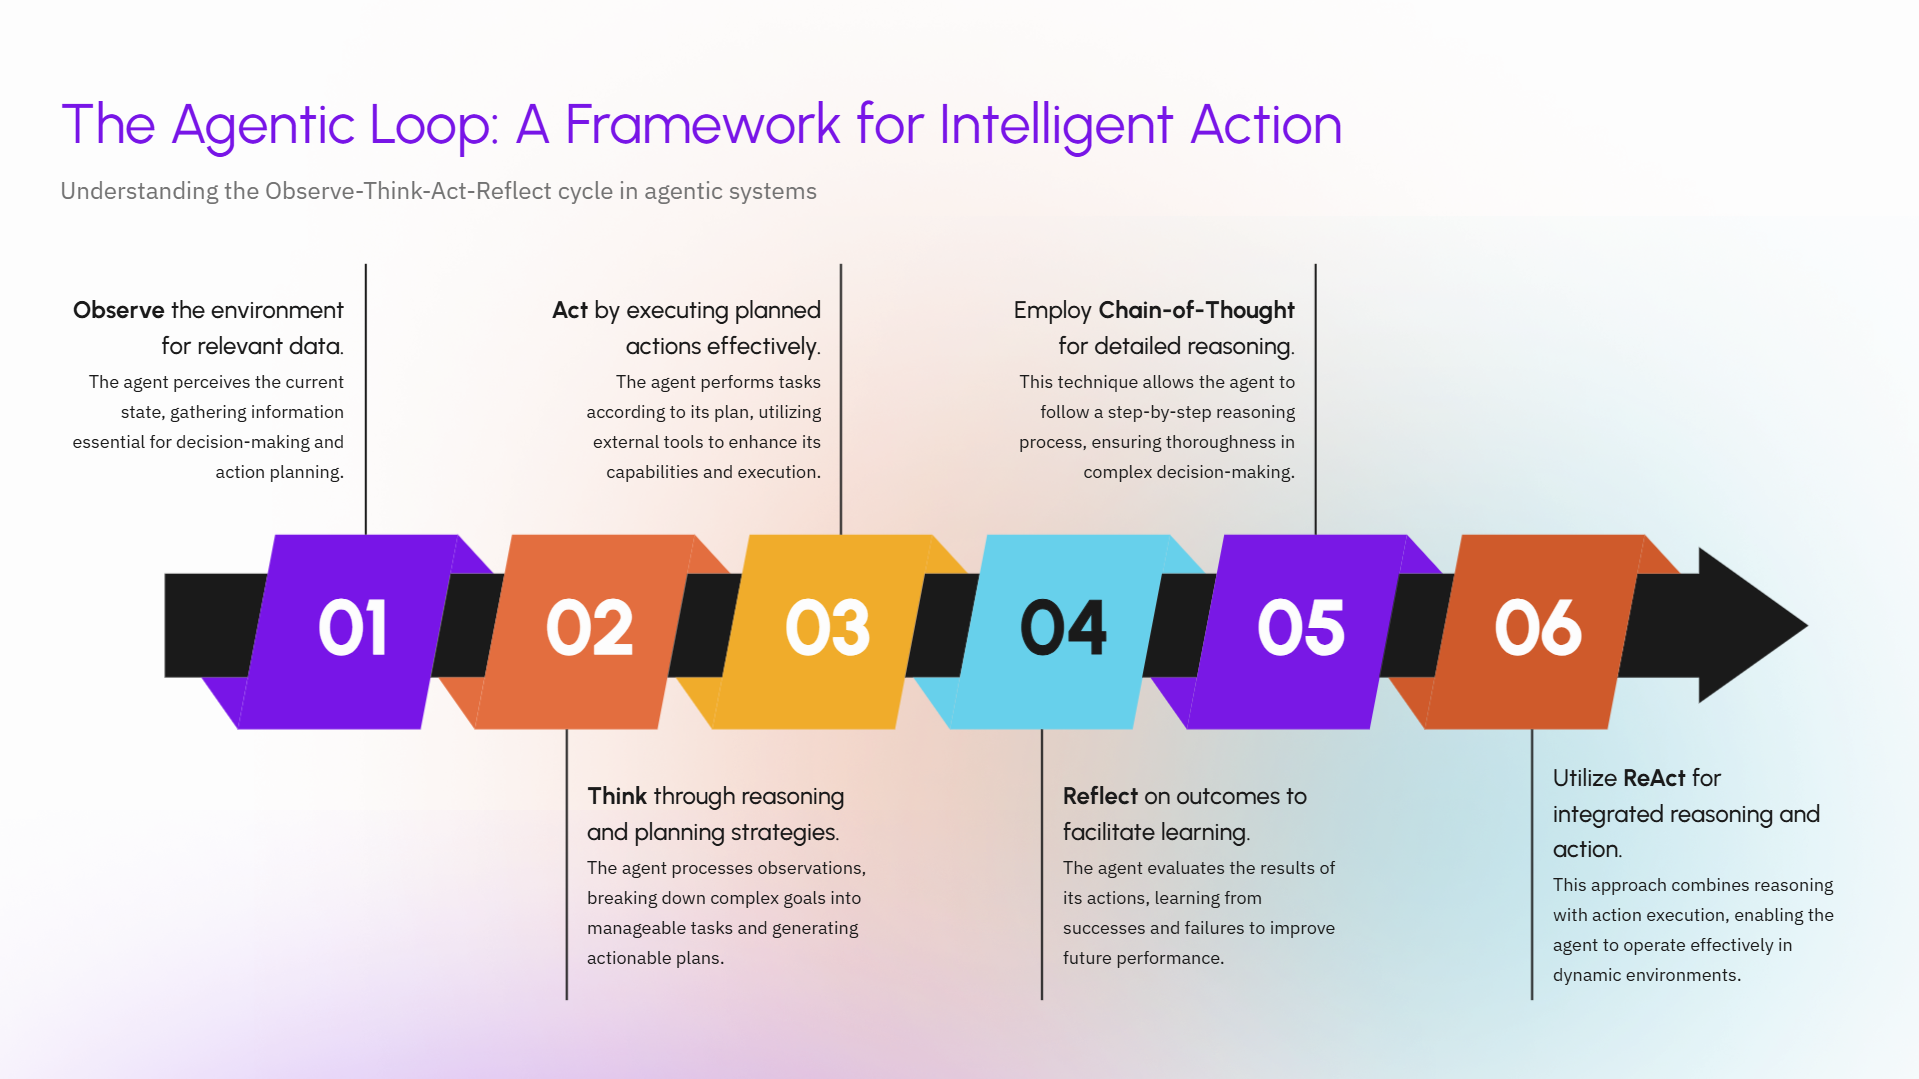 The Agentic Loop: A Framework for Intelligent Action
Understanding the Observe-Think-Act-Reflect cycle in agentic systems
Observe the environment
for relevant data.
The agent perceives the current
state, gathering information
essential for decision-making and
action planning.
Act by executing planned
actions effectively.
The agent performs tasks
according to its plan, utilizing
external tools to enhance its
capabilities and execution.
Employ Chain-of-Thought
for detailed reasoning.
This technique allows the agent to
follow a step-by-step reasoning
process, ensuring thoroughness in
complex decision-making.
01
02
03
04
05
06
Think through reasoning
and planning strategies.
The agent processes observations,
breaking down complex goals into
manageable tasks and generating
actionable plans.
Reflect on outcomes to
facilitate learning.
The agent evaluates the results of
its actions, learning from
successes and failures to improve
future performance.
Utilize ReAct for
integrated reasoning and
action.
This approach combines reasoning
with action execution, enabling the
agent to operate effectively in
dynamic environments.